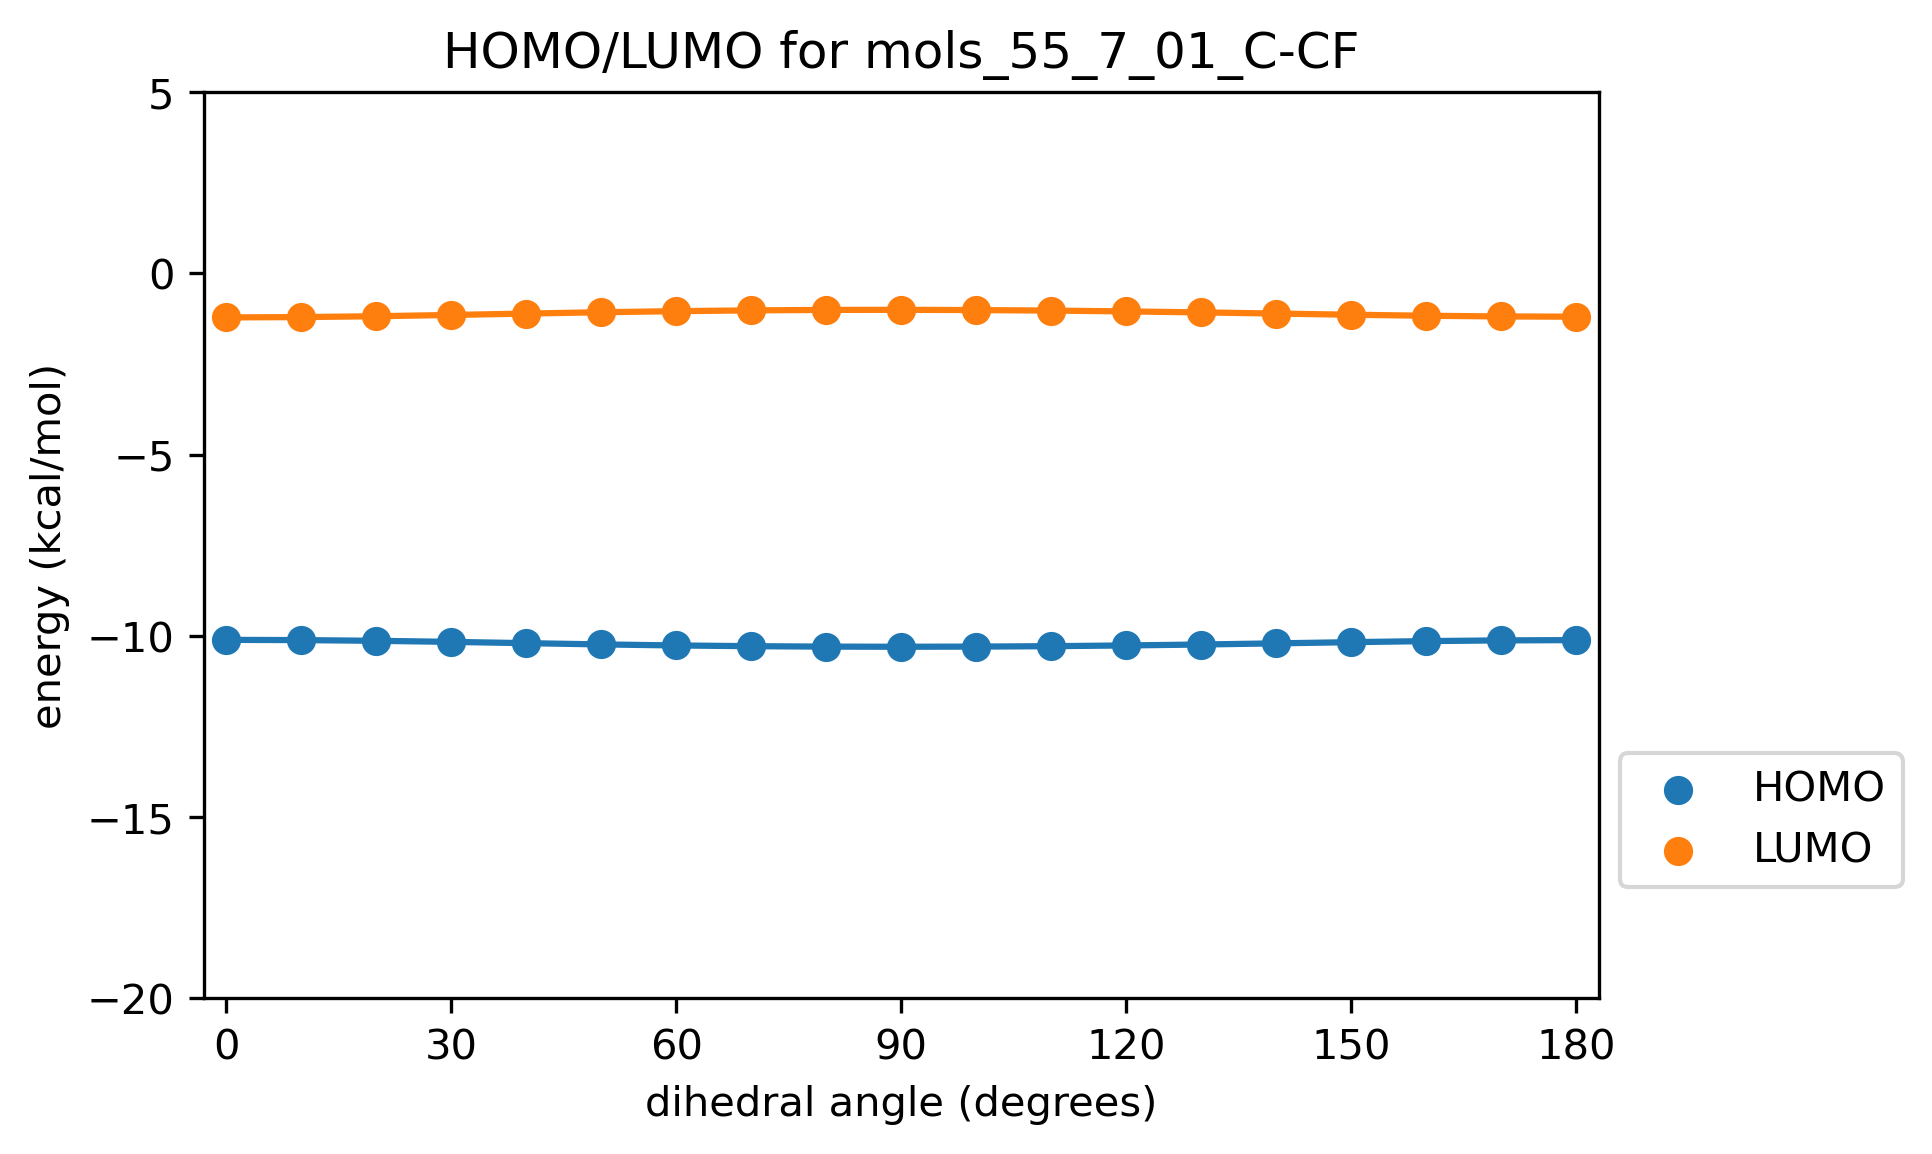 HOMO/LUMO for mols_55_7_01_C-CF
5
0
−5
−10
−15
−20
energy (kcal/mol)
0 30 60 90 120 150 180
dihedral angle (degrees)
HOMO
LUMO